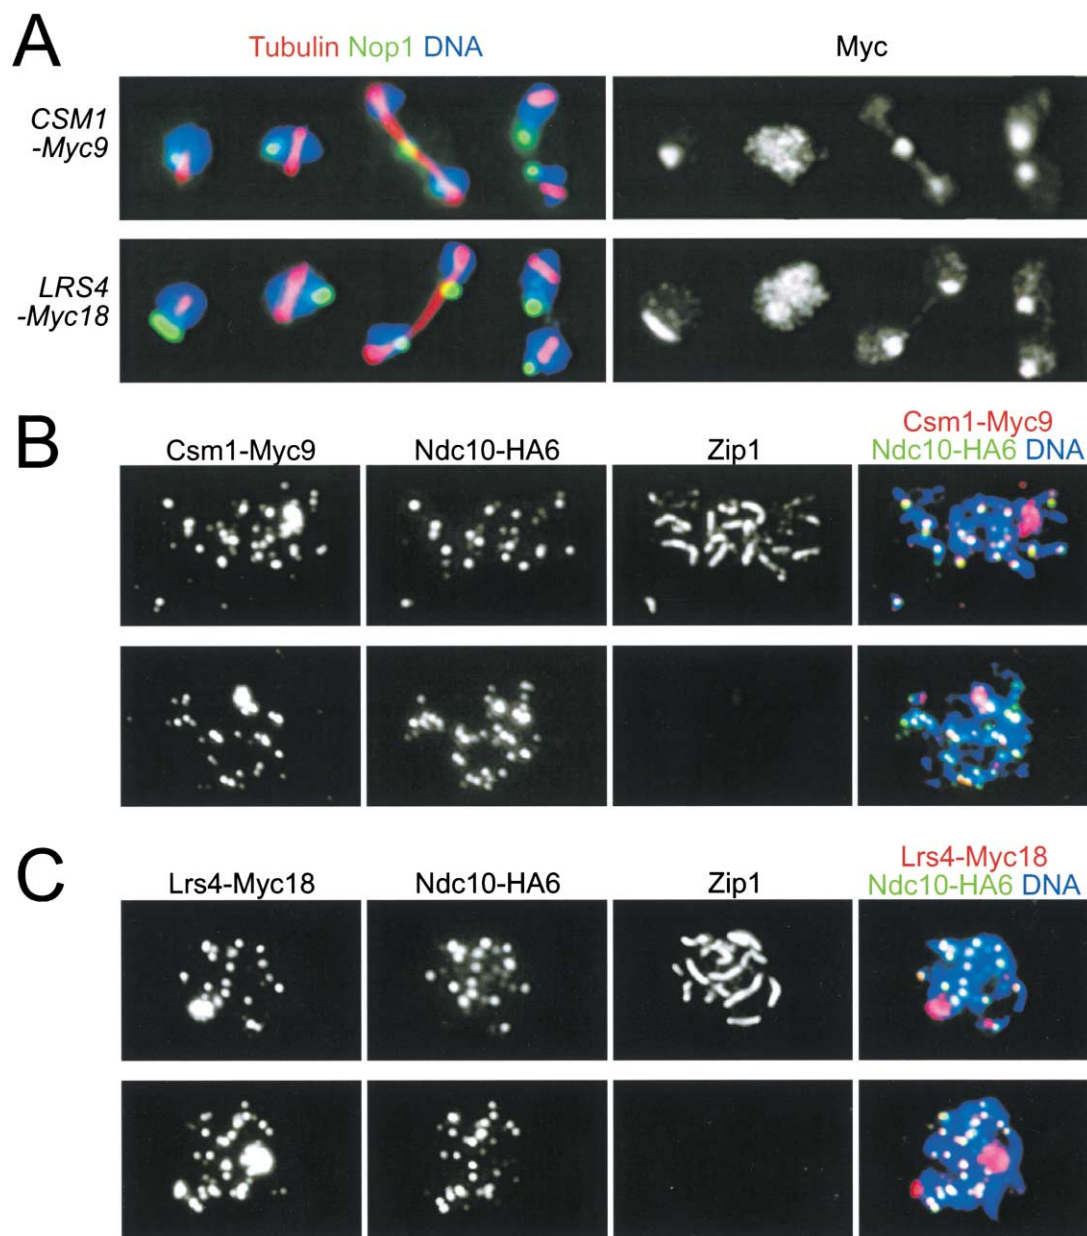 A
Tubulin Nop1 DNA
Myc
CSM1
-Myc9
LRS4
-Myc18
B
Csm1-Myc9
Ndc10-HA6
Zip1
Csm1-Myc9
Ndc10-HA6 DNA
C
Lrs4-Myc18
Ndc10-HA6
Zip1
Lrs4-Myc18
Ndc10-HA6 DNA